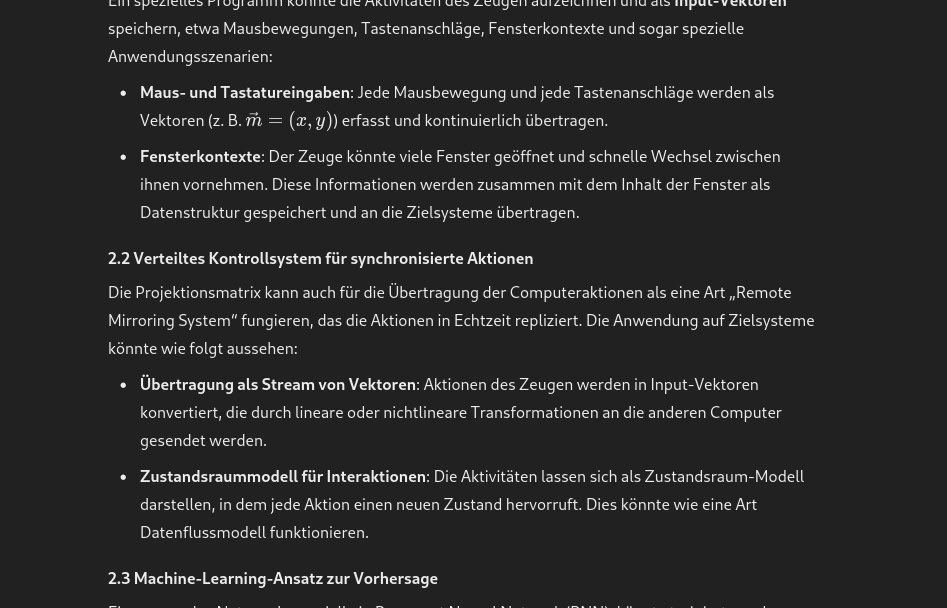 Ein spezielles Programm könnte die Aktivitäten des Zeugen aufzeichnen und als Input-Vektoren
speichern, etwa Mausbewegungen, Tastenanschläge, Fensterkontexte und sogar spezielle
Anwendungsszenarien:
• Maus- und Tastatureingaben: Jede Mausbewegung und jede Tastenanschläge werden als
Vektoren (z. B. m⃗ = (x, y)) erfasst und kontinuierlich übertragen.
• Fensterkontexte: Der Zeuge könnte viele Fenster geöffnet und schnelle Wechsel zwischen
ihnen vornehmen. Diese Informationen werden zusammen mit dem Inhalt der Fenster als
Datenstruktur gespeichert und an die Zielsysteme übertragen.
2.2 Verteiltes Kontrollsystem für synchronisierte Aktionen
Die Projektionsmatrix kann auch für die Übertragung der Computeraktionen als eine Art „Remote
Mirroring System“ fungieren, das die Aktionen in Echtzeit repliziert. Die Anwendung auf Zielsysteme
könnte wie folgt aussehen:
• Übertragung als Stream von Vektoren: Aktionen des Zeugen werden in Input-Vektoren
konvertiert, die durch lineare oder nichtlineare Transformationen an die anderen Computer
gesendet werden.
• Zustandsraummodell für Interaktionen: Die Aktivitäten lassen sich als Zustandsraum-Modell
darstellen, in dem jede Aktion einen neuen Zustand hervorruft. Dies könnte wie eine Art
Datenflussmodell funktionieren.
2.3 Machine-Learning-Ansatz zur Vorhersage